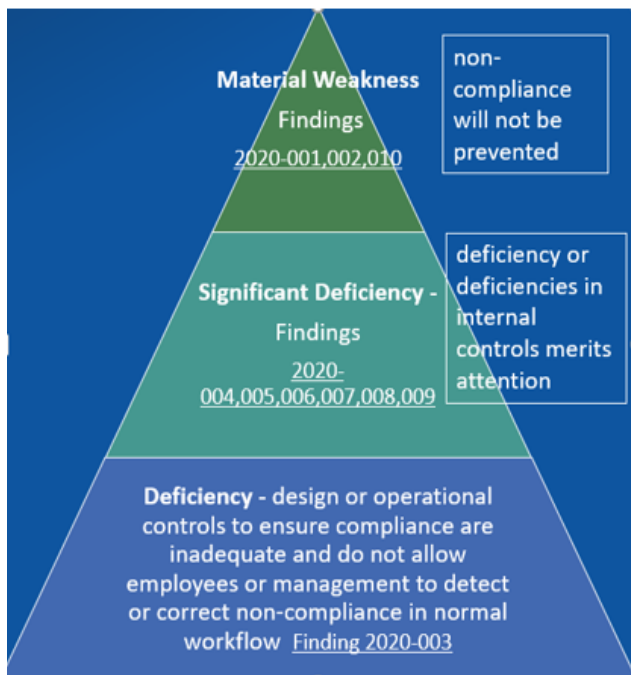 Material Weakness
Findings
2020-001,002,010
non-
compliance
will not be
prevented
Significant Deficiency -
Findings
2020-
004,005,006,007,008,009
deficiency or
deficiencies in
internal
controls merits
attention
Deficiency - design or operational
controls to ensure compliance are
inadequate and do not allow
employees or management to detect
or correct non-compliance in normal
workflow Finding 2020-003